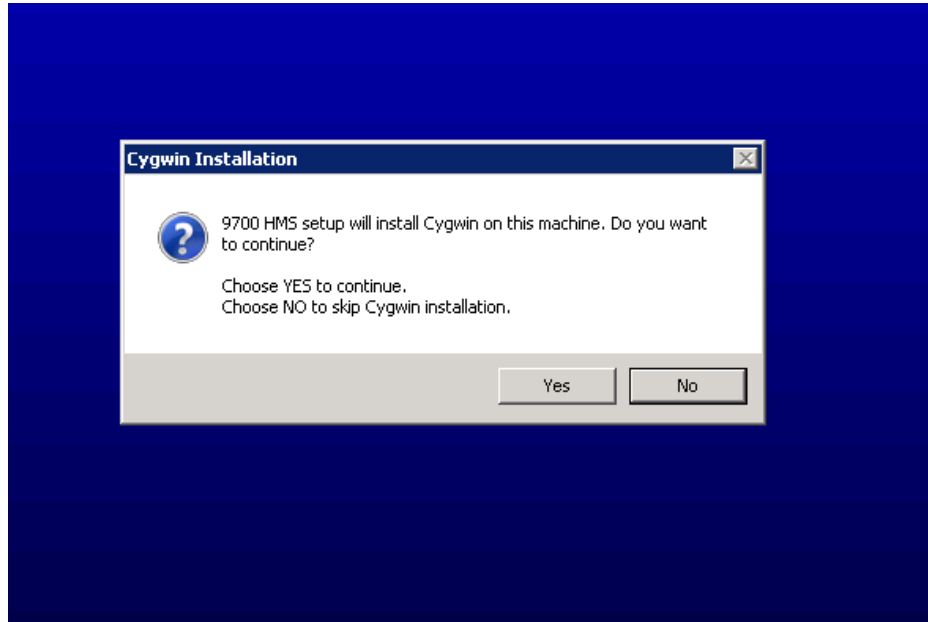 Cygwin Installation
9700 HMS setup will install Cygwin on this machine. Do you want
to continue?
Choose YES to continue.
Choose NO to skip Cygwin installation.
Yes
No